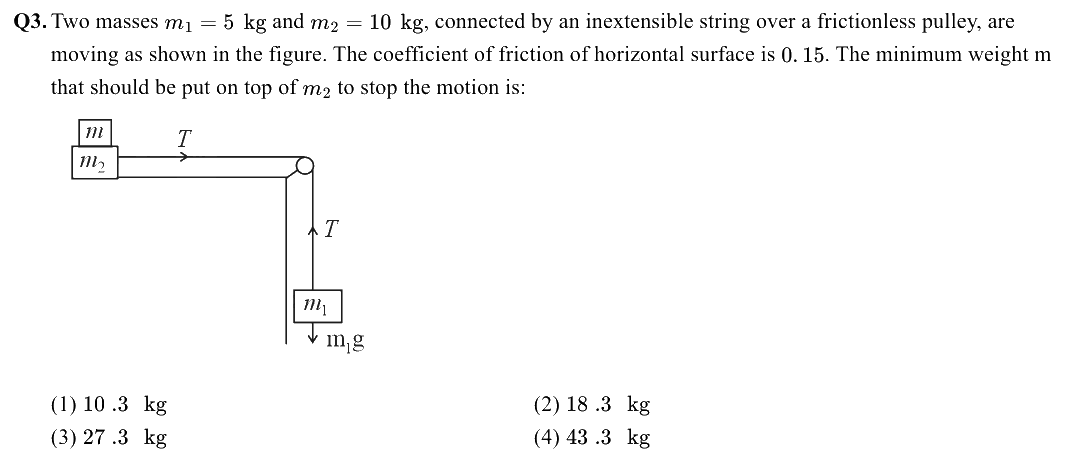 Q3. Two masses m₁ = 5 kg and m₂ = 10 kg, connected by an inextensible string over a frictionless pulley, are
moving as shown in the figure. The coefficient of friction of horizontal surface is 0.15. The minimum weight m
that should be put on top of m₂ to stop the motion is:
m
T
m₂
T
m₁
m₁g
(1) 10 .3 kg
(2) 18 .3 kg
(3) 27 .3 kg
(4) 43 .3 kg